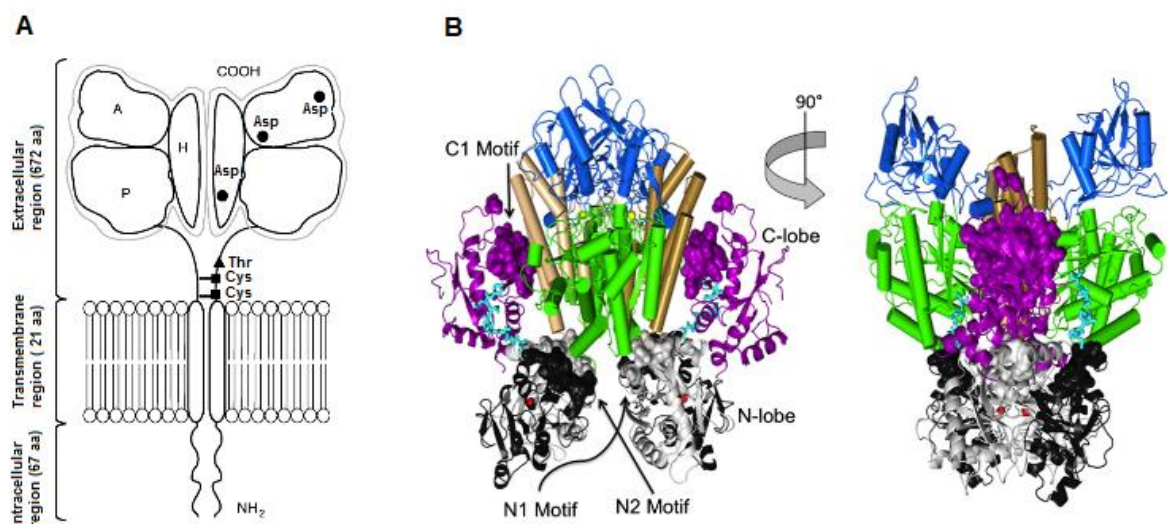 A
COOH
A
Asp
Asp
H
Asp
P
Thr
Cys
Cys
NH2
Extracellular
region (672 aa)
Transmembrane
region ( 21 aa)
ntracellular
region (67 aa)
B
C1 Motif
90°
C-lobe
N-lobe
N1 Motif
N2 Motif